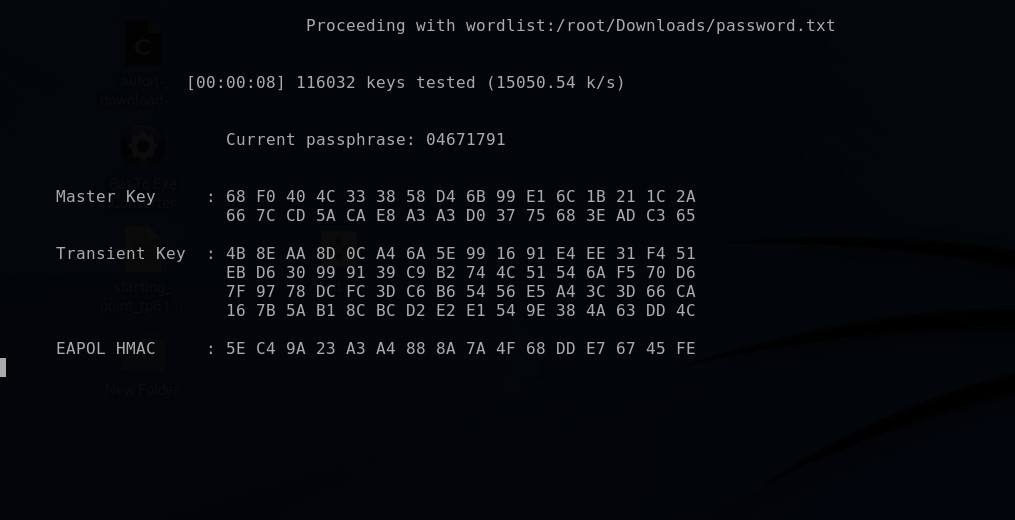 Proceeding with wordlist:/root/Downloads/password.txt
[00:00:08] 116032 keys tested (15050.54 k/s)
Current passphrase: 04671791
Master Key : 68 F0 40 4C 33 38 58 D4 6B 99 E1 6C 1B 21 1C 2A
66 7C CD 5A CA E8 A3 A3 D0 37 75 68 3E AD C3 65
Transient Key : 4B 8E AA 8D 0C A4 6A 5E 99 16 91 E4 EE 31 F4 51
EB D6 30 99 91 39 C9 B2 74 4C 51 54 6A F5 70 D6
7F 97 78 DC FC 3D C6 B6 54 56 E5 A4 3C 3D 66 CA
16 7B 5A B1 8C BC D2 E2 E1 54 9E 38 4A 63 DD 4C
EAPOL HMAC : 5E C4 9A 23 A3 A4 88 8A 7A 4F 68 DD E7 67 45 FE
New Folder